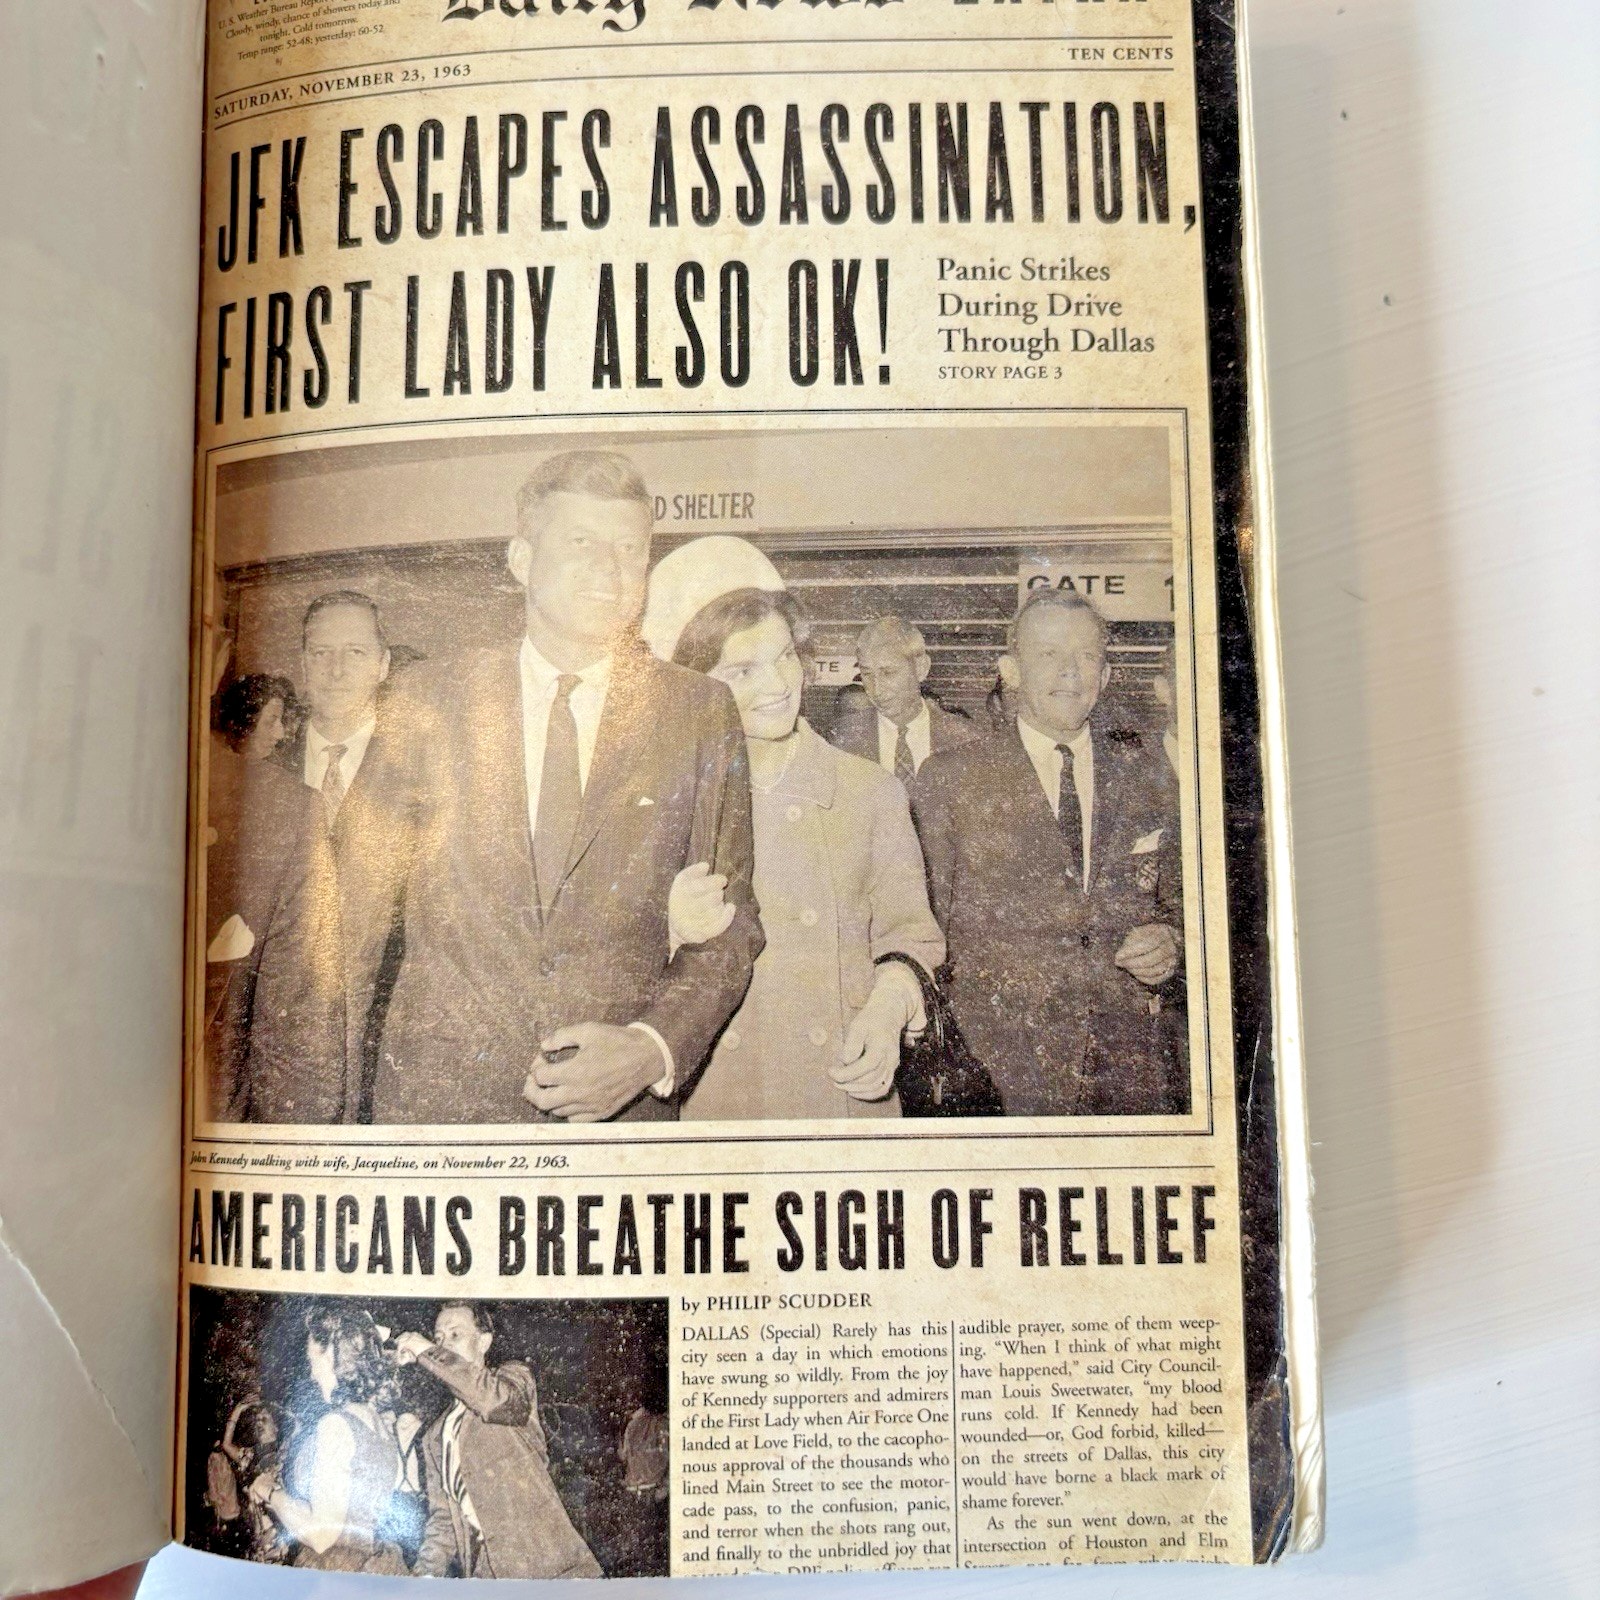 U. S. Weather Bureau Report
Cloudy, windy, chance of showers today and
tonight. Cold tomorrow.
Temp range: 52-48; yesterday: 60-52.
Daily News EXTRA
SATURDAY, NOVEMBER 23, 1963
TEN CENTS
JFK ESCAPES ASSASSINATION,
FIRST LADY ALSO OK!
Panic Strikes
During Drive
Through Dallas
STORY PAGE 3
D SHELTER
GATE 1
TE
John Kennedy walking with wife, Jacqueline, on November 22, 1963.
AMERICANS BREATHE SIGH OF RELIEF
by PHILIP SCUDDER
DALLAS (Special) Rarely has this
city seen a day in which emotions
have swung so wildly. From the joy
of Kennedy supporters and admirers
of the First Lady when Air Force One
landed at Love Field, to the cacopho-
nous approval of the thousands who
lined Main Street to see the motor-
cade pass, to the confusion, panic,
and terror when the shots rang out,
and finally to the unbridled joy that
audible prayer, some of them weep-
ing. “When I think of what might
have happened,” said City Council-
man Louis Sweetwater, “my blood
runs cold. If Kennedy had been
wounded—or, God forbid, killed—
on the streets of Dallas, this city
would have borne a black mark of
shame forever.”
As the sun went down, at the
intersection of Houston and Elm